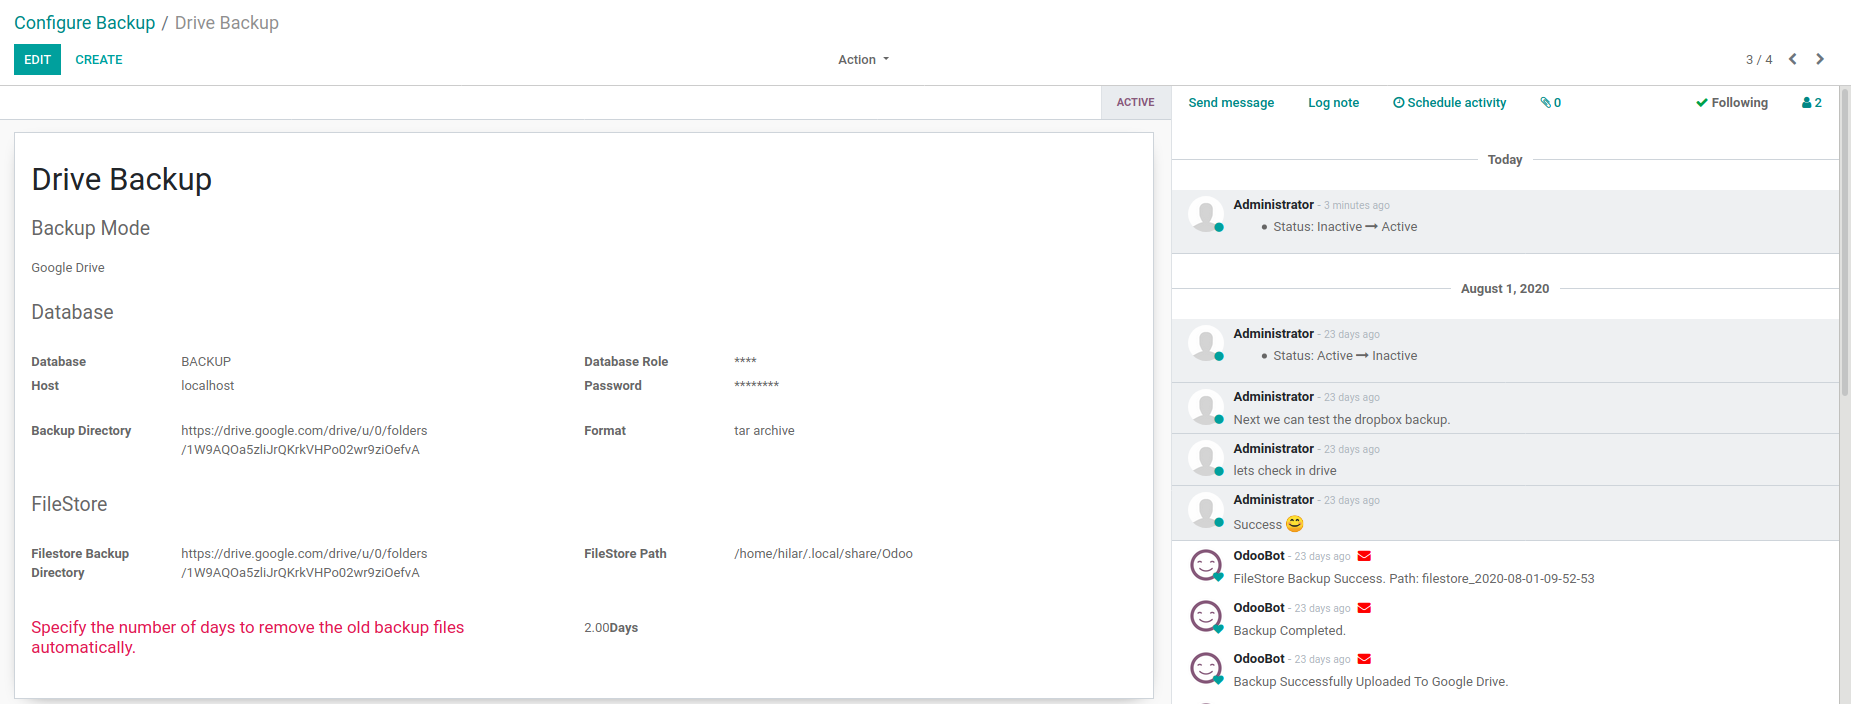 Configure Backup / Drive Backup
EDIT CREATE Action 3 / 4
ACTIVE
Drive Backup
Backup Mode
Google Drive
Database
Database BACKUP Database Role ****
Host localhost Password ********
Backup Directory https://drive.google.com/drive/u/0/folders Format tar archive
/1W9AQOa5zliJrQKrkVHPo02wr9ziOefvA
FileStore
Filestore Backup https://drive.google.com/drive/u/0/folders FileStore Path /home/hilar/.local/share/Odoo
Directory /1W9AQOa5zliJrQKrkVHPo02wr9ziOefvA
Specify the number of days to remove the old backup files 2.00Days
automatically.
Send message Log note Schedule activity 0 Following 2
Today
Administrator - 3 minutes ago
• Status: Inactive → Active
August 1, 2020
Administrator - 23 days ago
• Status: Active → Inactive
Administrator - 23 days ago
Next we can test the dropbox backup.
Administrator - 23 days ago
lets check in drive
Administrator - 23 days ago
Success 😊
OdooBot - 23 days ago
FileStore Backup Success. Path: filestore_2020-08-01-09-52-53
OdooBot - 23 days ago
Backup Completed.
OdooBot - 23 days ago
Backup Successfully Uploaded To Google Drive.